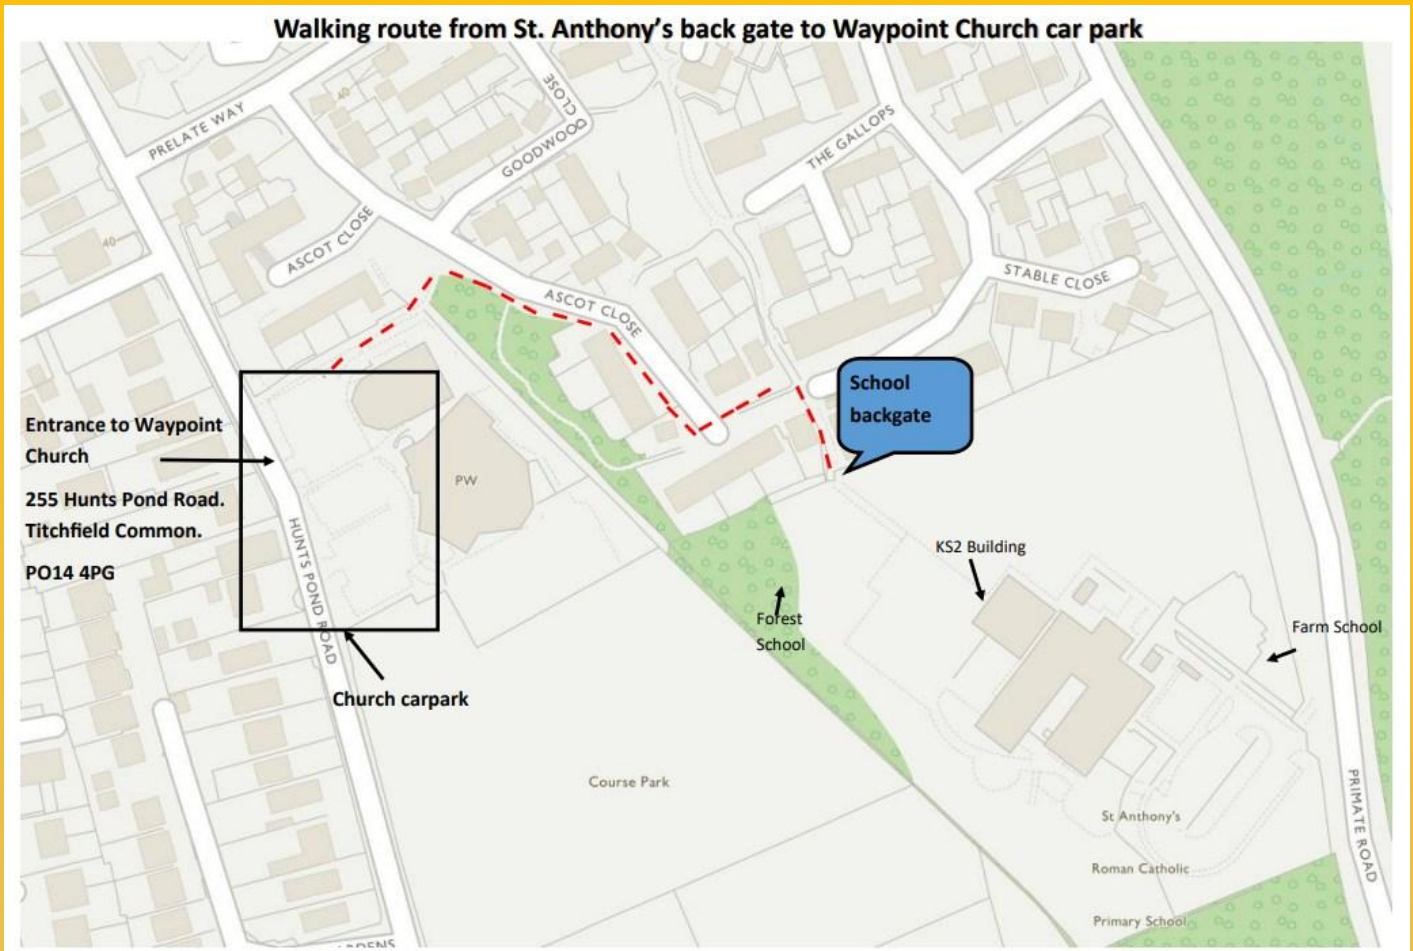 Walking route from St. Anthony's back gate to Waypoint Church car park
PRELATE WAY
40
GOODWOOD CLOSE
THE GALLOPS
ASCOT CLOSE
40
STABLE CLOSE
ASCOT CLOSE
School
backgate
Entrance to Waypoint
Church
255 Hunts Pond Road.
Titchfield Common.
PO14 4PG
PW
HUNTS POND ROAD
KS2 Building
Forest
School
Farm School
Church carpark
Course Park
PRIMATE ROAD
St Anthony's
Roman Catholic
Primary School